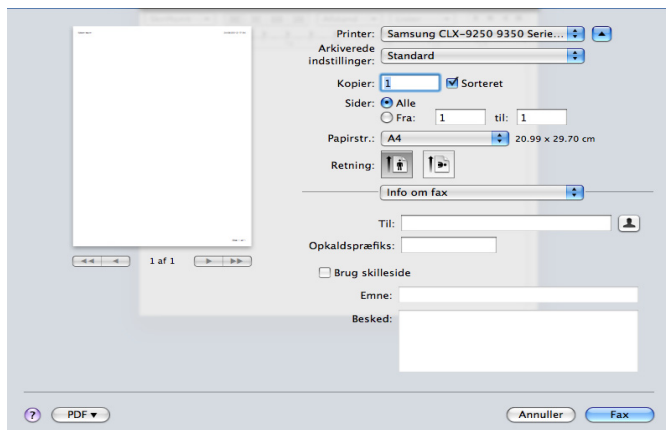 Printer: Samsung CLX-9250 9350 Serie...
Arkiverede
indstillinger: Standard
Kopier: 1 Sorteret
Sider: Alle
Fra: 1 til: 1
Papirstr.: A4 20.99 x 29.70 cm
Retning:
Info om fax
Til:
Opkaldspræfiks:
1 af 1
Brug skilleside
Emne:
Besked:
? PDF Annuller Fax